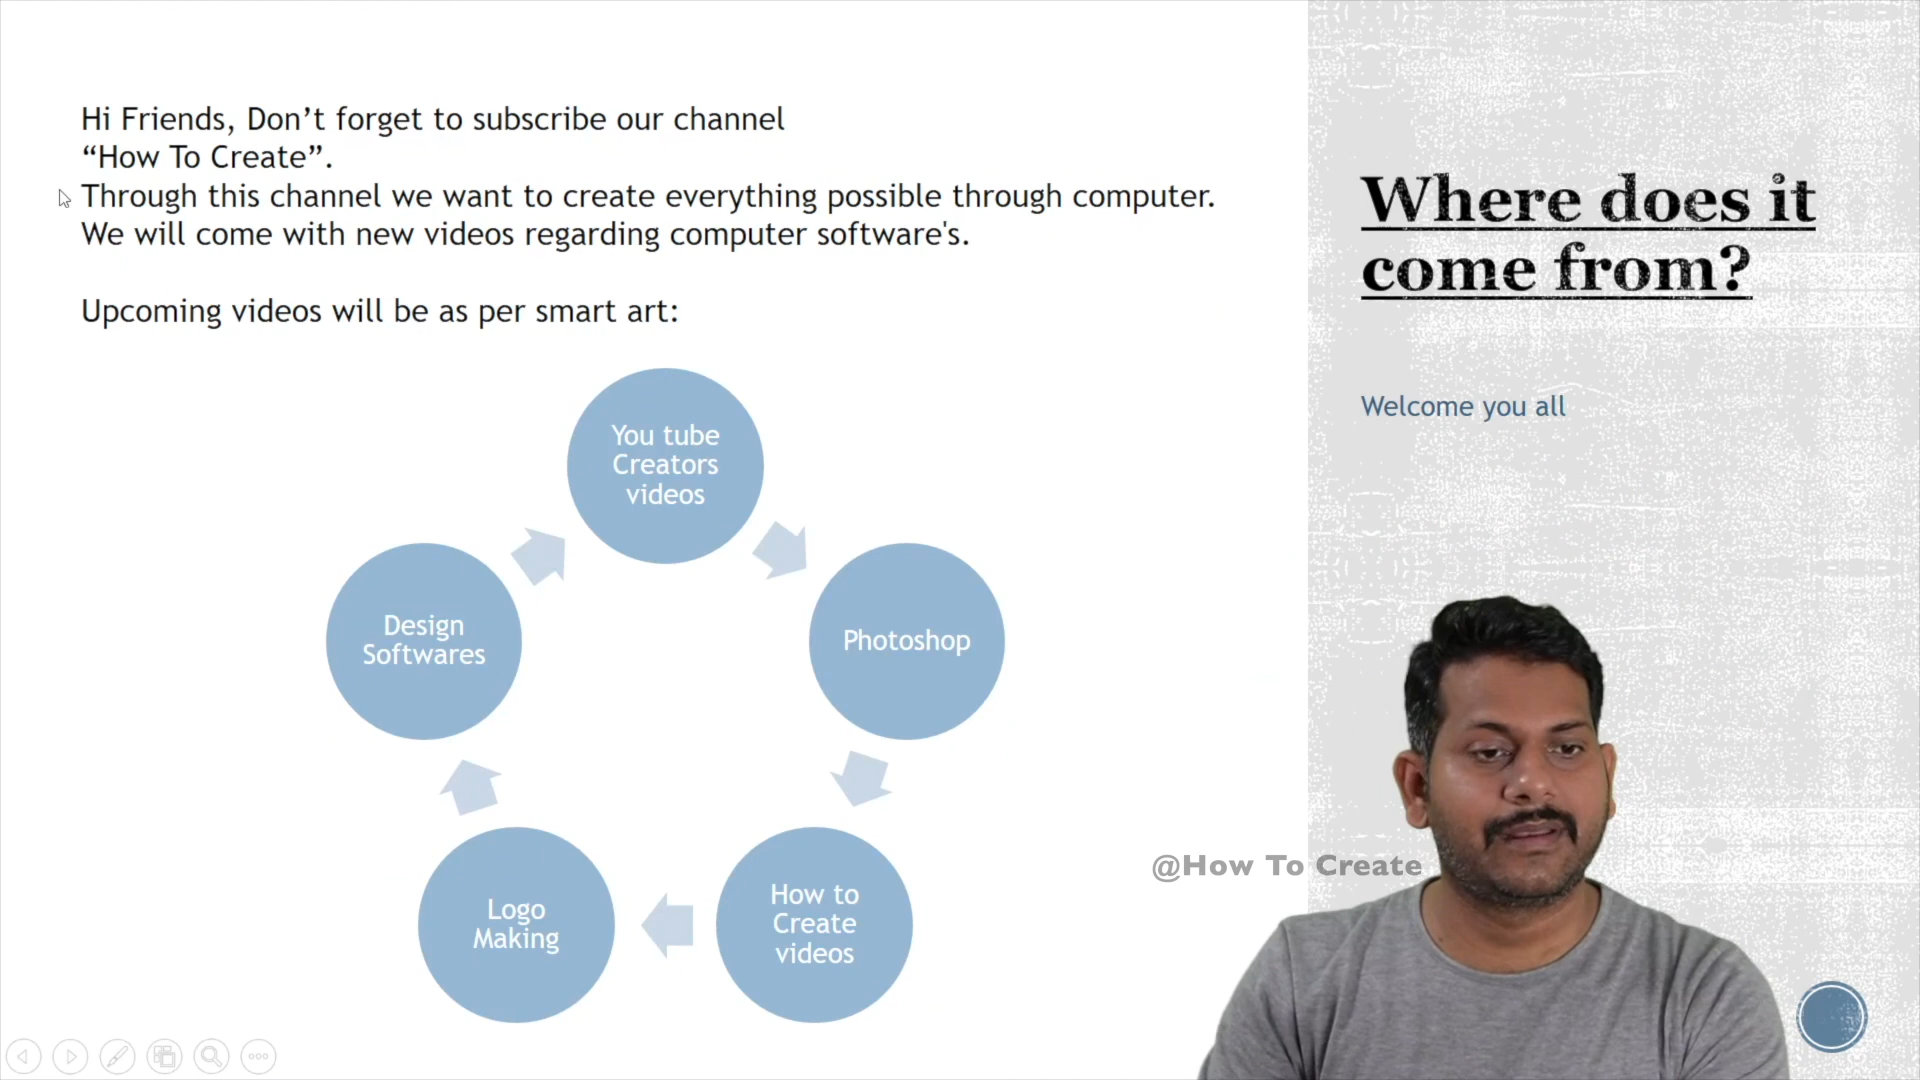 Hi Friends, Don’t forget to subscribe our channel
“How To Create”.
Through this channel we want to create everything possible through computer.
We will come with new videos regarding computer software's.
Upcoming videos will be as per smart art:
You tube
Creators
videos
Photoshop
How to
Create
videos
Logo
Making
Design
Softwares
Where does it
come from?
Welcome you all
@How To Create